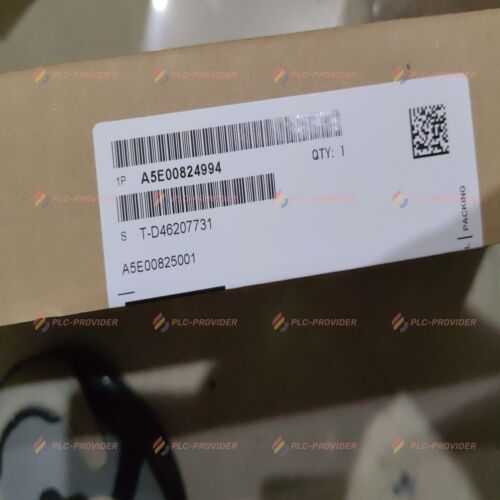 1P A5E00824994
QTY: 1
S T-D46207731
A5E00825001
PACKING
PLC-PROVIDER